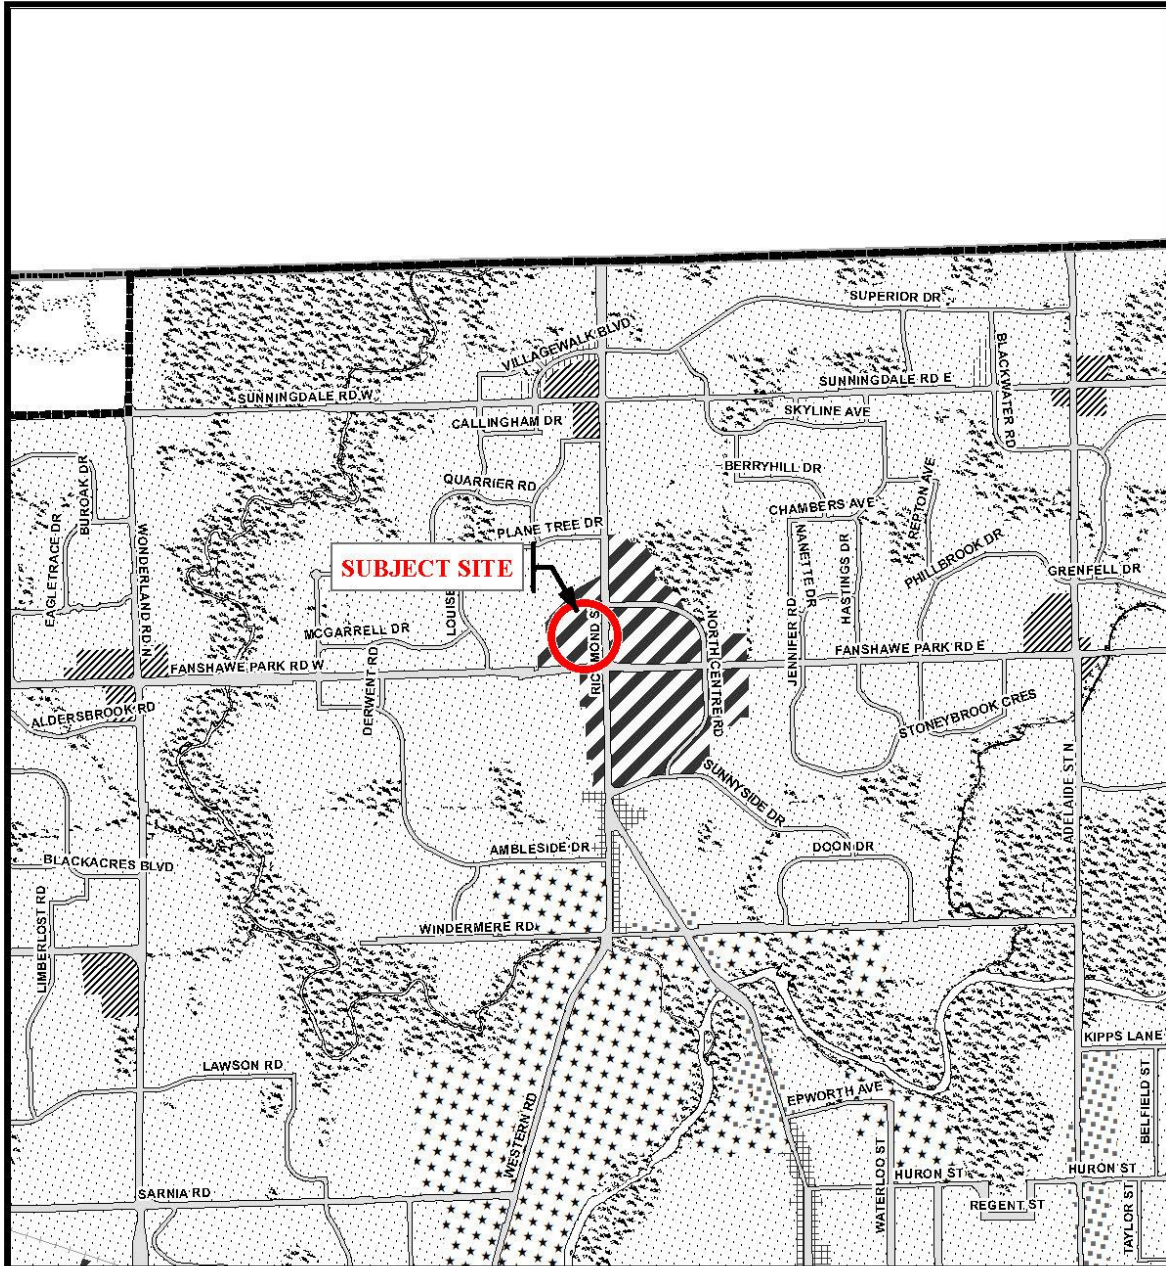 SUPERIOR DR
VILLAGEWALK BLVD
BLACKWATER RD
SUNNINGDALE RD E
SUNNINGDALE RD W
SKYLINE AVE
CALLINGHAM DR
BUROAK DR
BERRYHILL DR
QUARRIER RD
REPTON AVE
CHAMBERS AVE
EAGLETRACE DR
WONDERLAND RD N
PLANE TREE DR
NANETTE DR
HASTINGS DR
PHILLBROOK DR
SUBJECT SITE
GRENFELL DR
LOUISE
JENNIFER RD
MCGARRELL DR
NORTH CENTRE RD
FANSHAWE PARK RD E
FANSHAWE PARK RD W
DERWENT RD
RICHMOND S
ALDERSBROOK RD
STONEYBROOK CRES
SUNNYSIDE DR
ADELAIDE ST N
AMBLESIDE DR
DOON DR
BLACKACRES BLVD
LIMBERLOST RD
WINDERMERE RD
KIPPS LANE
LAWSON RD
EPWORTH AVE
BELFIELD ST
WESTERN RD
WATERLOO ST
HURON ST
HURON ST
SARNIA RD
REGENT ST
TAYLOR ST